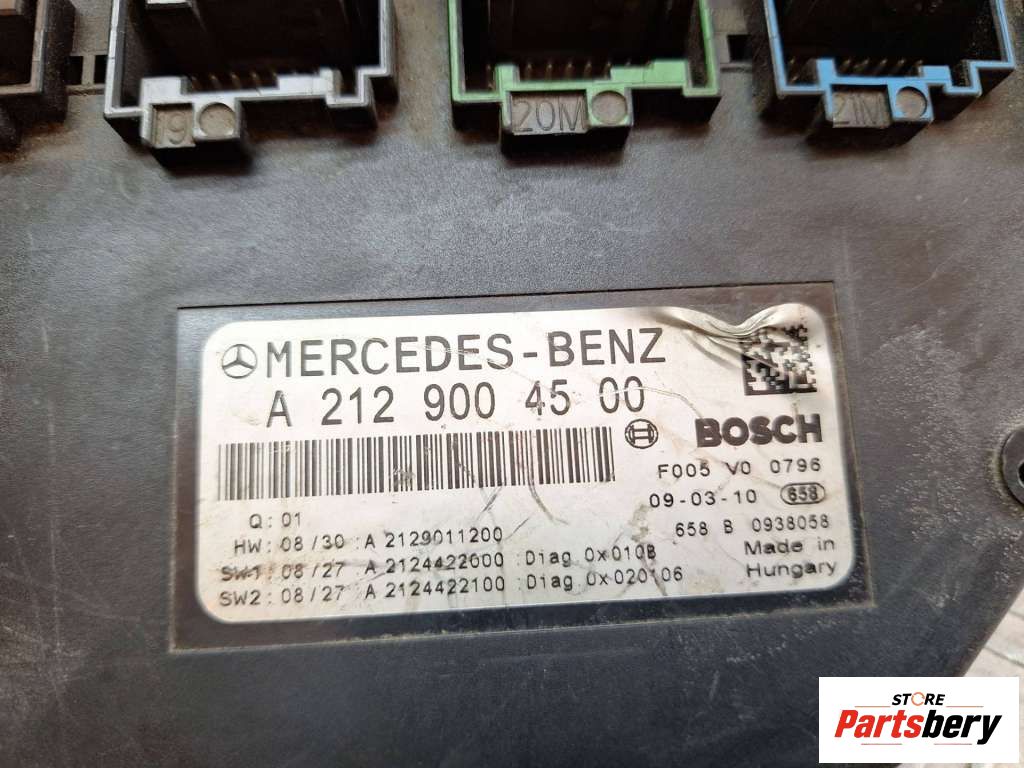 19
20M
21M
MERCEDES-BENZ
A 212 900 45 00
BOSCH
F005 V0 0796
09-03-10 658
Q: 01
HW: 08/30 :A 2129011200
658 B 0938058
SW1: 08/27 :A 2124422000 :Diag 0x010B
Made in
SW2: 08/27 :A 2124422100 :Diag 0x020106
Hungary
STORE
Partsbery